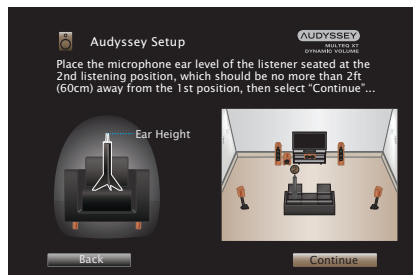 Audyssey Setup
AUDYSSEY
MULTEQ XT
DYNAMIC VOLUME
Place the microphone ear level of the listener seated at the
2nd listening position, which should be no more than 2ft
(60cm) away from the 1st position, then select “Continue”...
Ear Height
Back
Continue